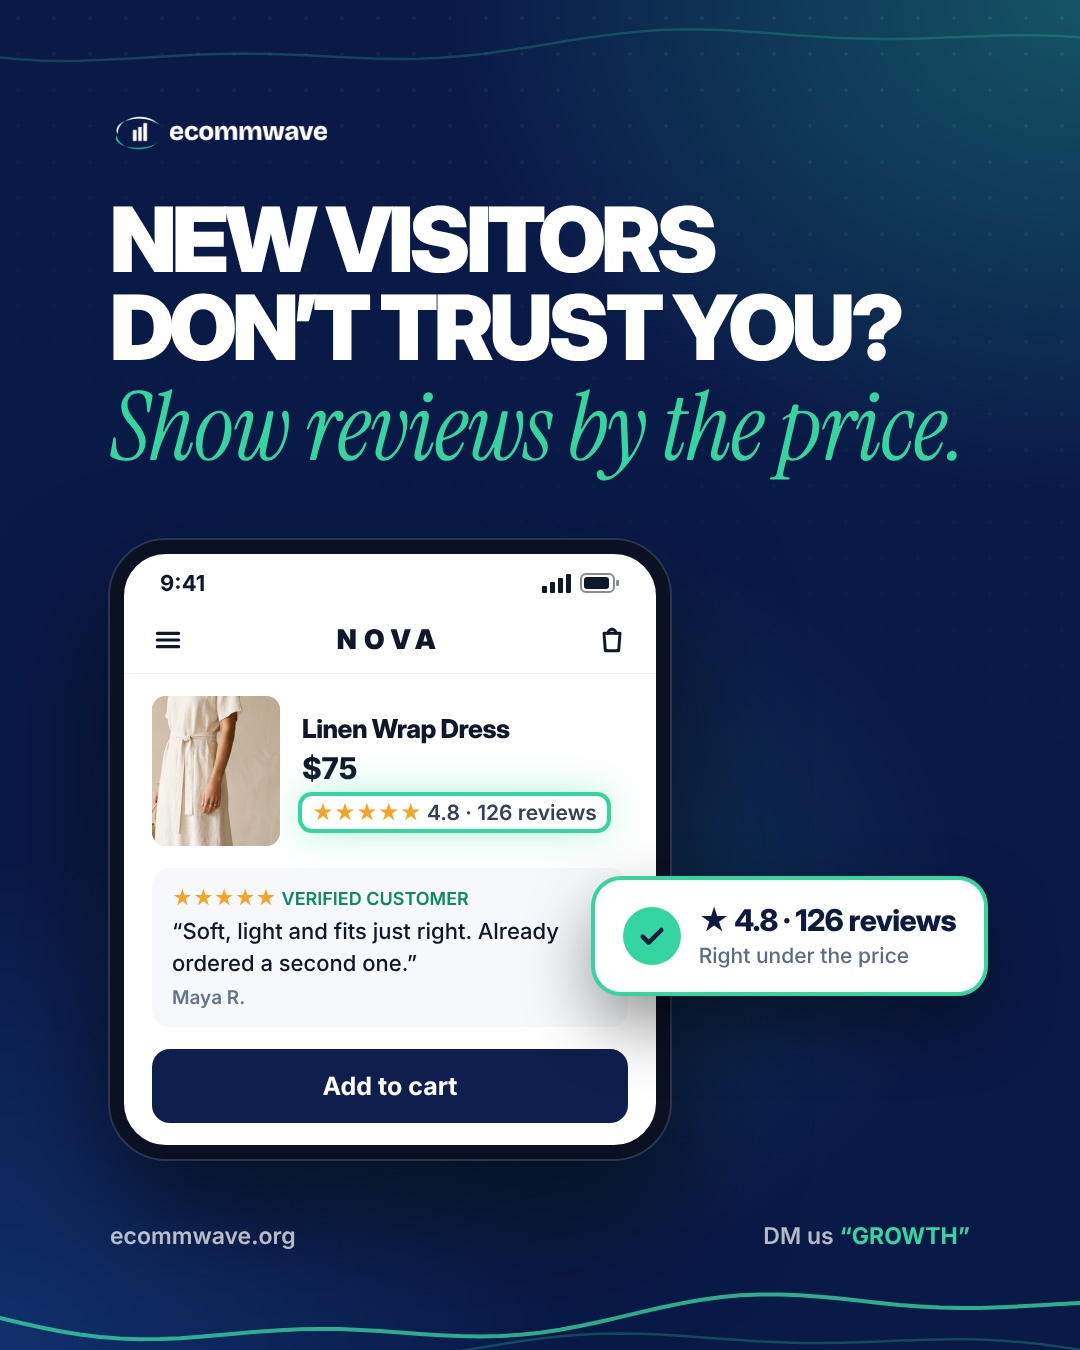 ecommwave
NEW VISITORS
DON'T TRUST YOU?
Show reviews by the price.
9:41
NOVA
Linen Wrap Dress
$75
★★★★★ 4.8 · 126 reviews
★★★★★ VERIFIED CUSTOMER
“Soft, light and fits just right. Already
ordered a second one.”
Maya R.
★ 4.8 · 126 reviews
Right under the price
Add to cart
ecommwave.org
DM us “GROWTH”